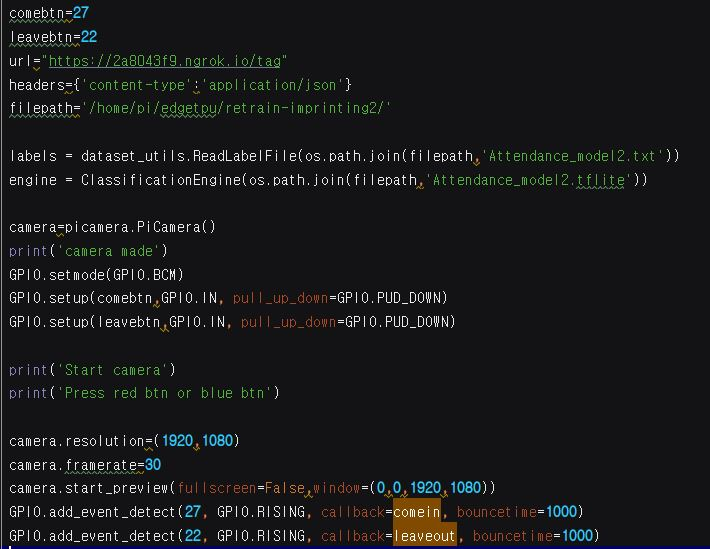 comebtn=27
leavebtn=22
url="https://2a8043f9.ngrok.io/tag"
headers={'content-type':'application/json'}
filepath='/home/pi/edgetpu/retrain-imprinting2/'
labels = dataset_utils.ReadLabelFile(os.path.join(filepath,'Attendance_model2.txt'))
engine = ClassificationEngine(os.path.join(filepath,'Attendance_model2.tflite'))
camera=picamera.PiCamera()
print('camera made')
GPIO.setmode(GPIO.BCM)
GPIO.setup(comebtn,GPIO.IN, pull_up_down=GPIO.PUD_DOWN)
GPIO.setup(leavebtn,GPIO.IN, pull_up_down=GPIO.PUD_DOWN)
print('Start camera')
print('Press red btn or blue btn')
camera.resolution=(1920,1080)
camera.framerate=30
camera.start_preview(fullscreen=False,window=(0,0,1920,1080))
GPIO.add_event_detect(27, GPIO.RISING, callback=comein, bouncetime=1000)
GPIO.add_event_detect(22, GPIO.RISING, callback=leaveout, bouncetime=1000)